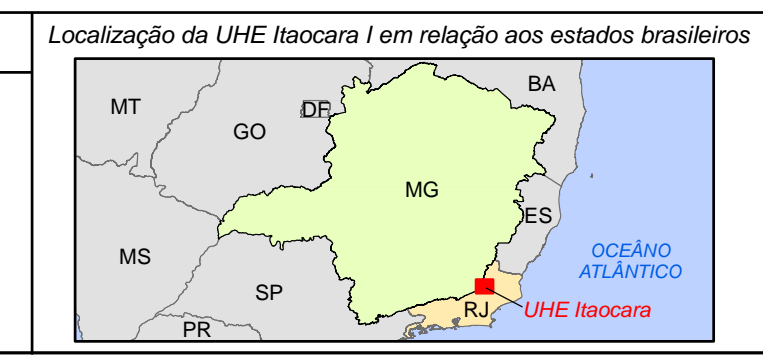 Localização da UHE Itaocara I em relação aos estados brasileiros
BA
MT
DF
GO
MG
ES
MS
OCEÂNO
ATLÂNTICO
SP
RJ
UHE Itaocara
PR